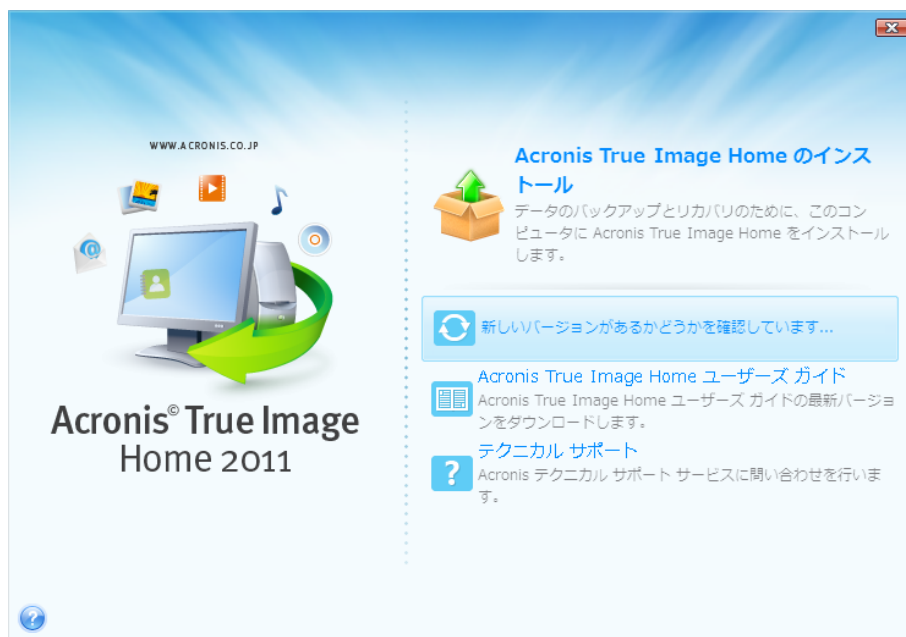 WWW.ACRONIS.CO.JP
Acronis© True Image
Home 2011
Acronis True Image Home のインス
トール
データのバックアップとリカバリのために、このコン
ピュータに Acronis True Image Home をインストール
します。
新しいバージョンがあるかどうかを確認しています...
Acronis True Image Home ユーザーズ ガイド
Acronis True Image Home ユーザーズ ガイドの最新バージョ
ンをダウンロードします。
テクニカル サポート
Acronis テクニカル サポート サービスに問い合わせを行いま
す。